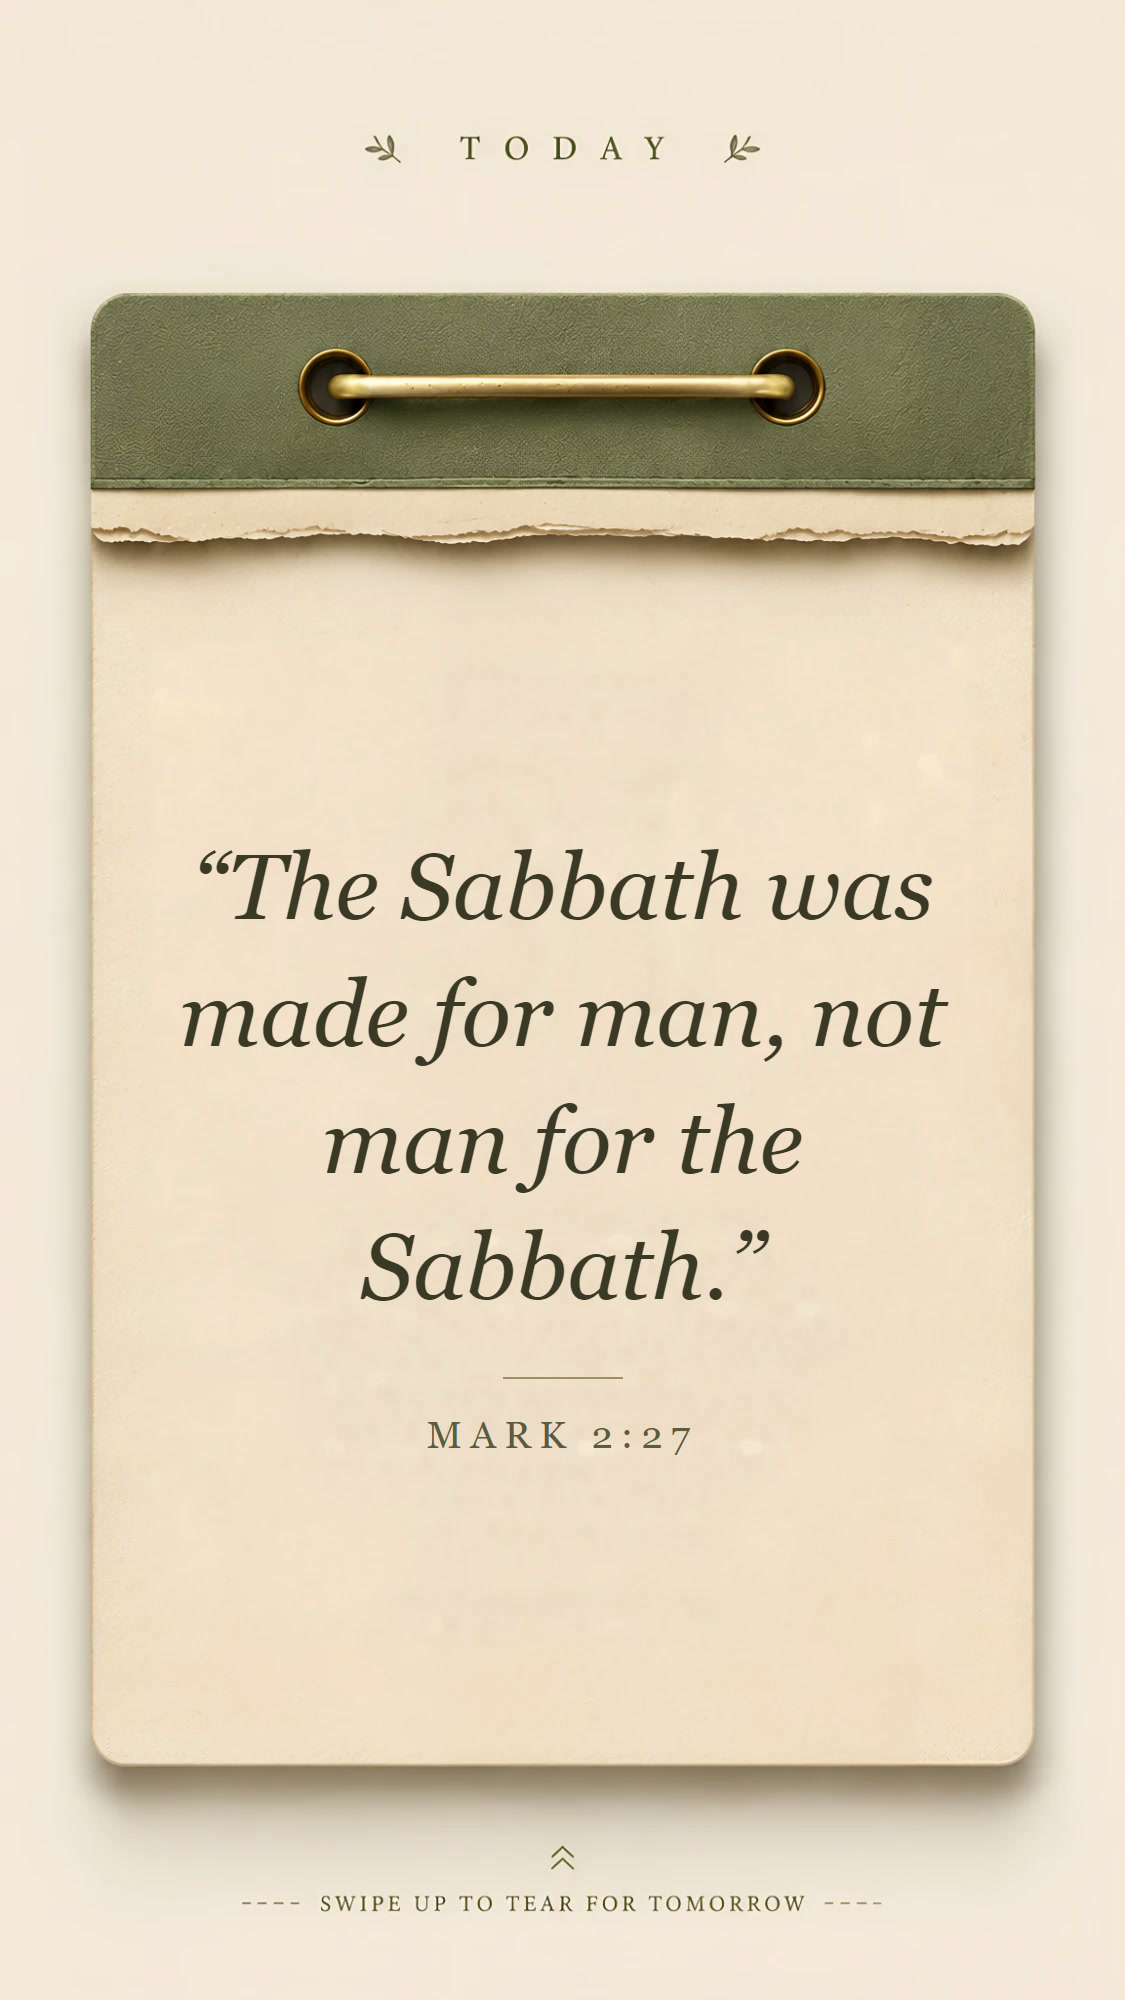 TODAY
“The Sabbath was
made for man, not
man for the
Sabbath.”
MARK 2:27
SWIPE UP TO TEAR FOR TOMORROW